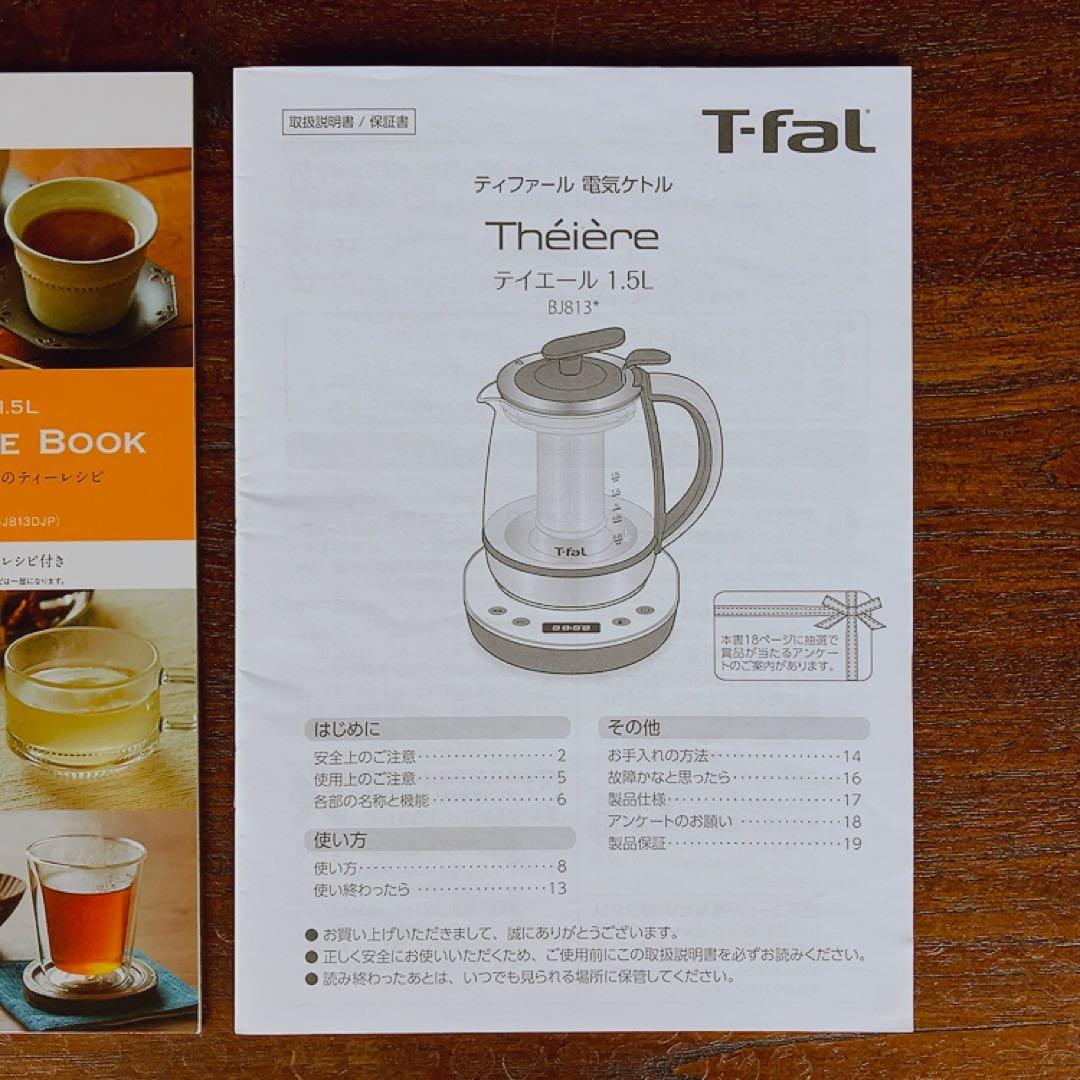 1.5L
E BOOK
のティーレシピ
BJ813DJP)
レシピ付き
ピは一部になります。
取扱説明書 / 保証書
T-fal
ティファール 電気ケトル
Théière
テイエール 1.5L
BJ813*
T-fal
88:88
本書18ページに抽選で
賞品が当たるアンケー
トのご案内があります。
はじめに
安全上のご注意 2
使用上のご注意 5
各部の名称と機能 6
使い方
使い方 8
使い終わったら 13
その他
お手入れの方法 14
故障かなと思ったら 16
製品仕様 17
アンケートのお願い 18
製品保証 19
● お買い上げいただきまして、誠にありがとうございます。
● 正しく安全にお使いいただくため、ご使用前にこの取扱説明書を必ずお読みください。
● 読み終わったあとは、いつでも見られる場所に保管してください。